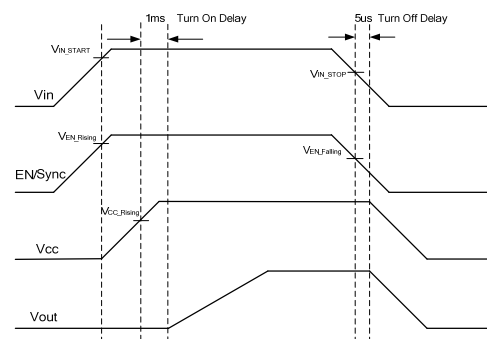 1ms Turn On Delay
5us Turn Off Delay
VIN_START
VIN_STOP
Vin
VEN_Rising
VEN_Falling
EN/Sync
VCC_Rising
Vcc
Vout